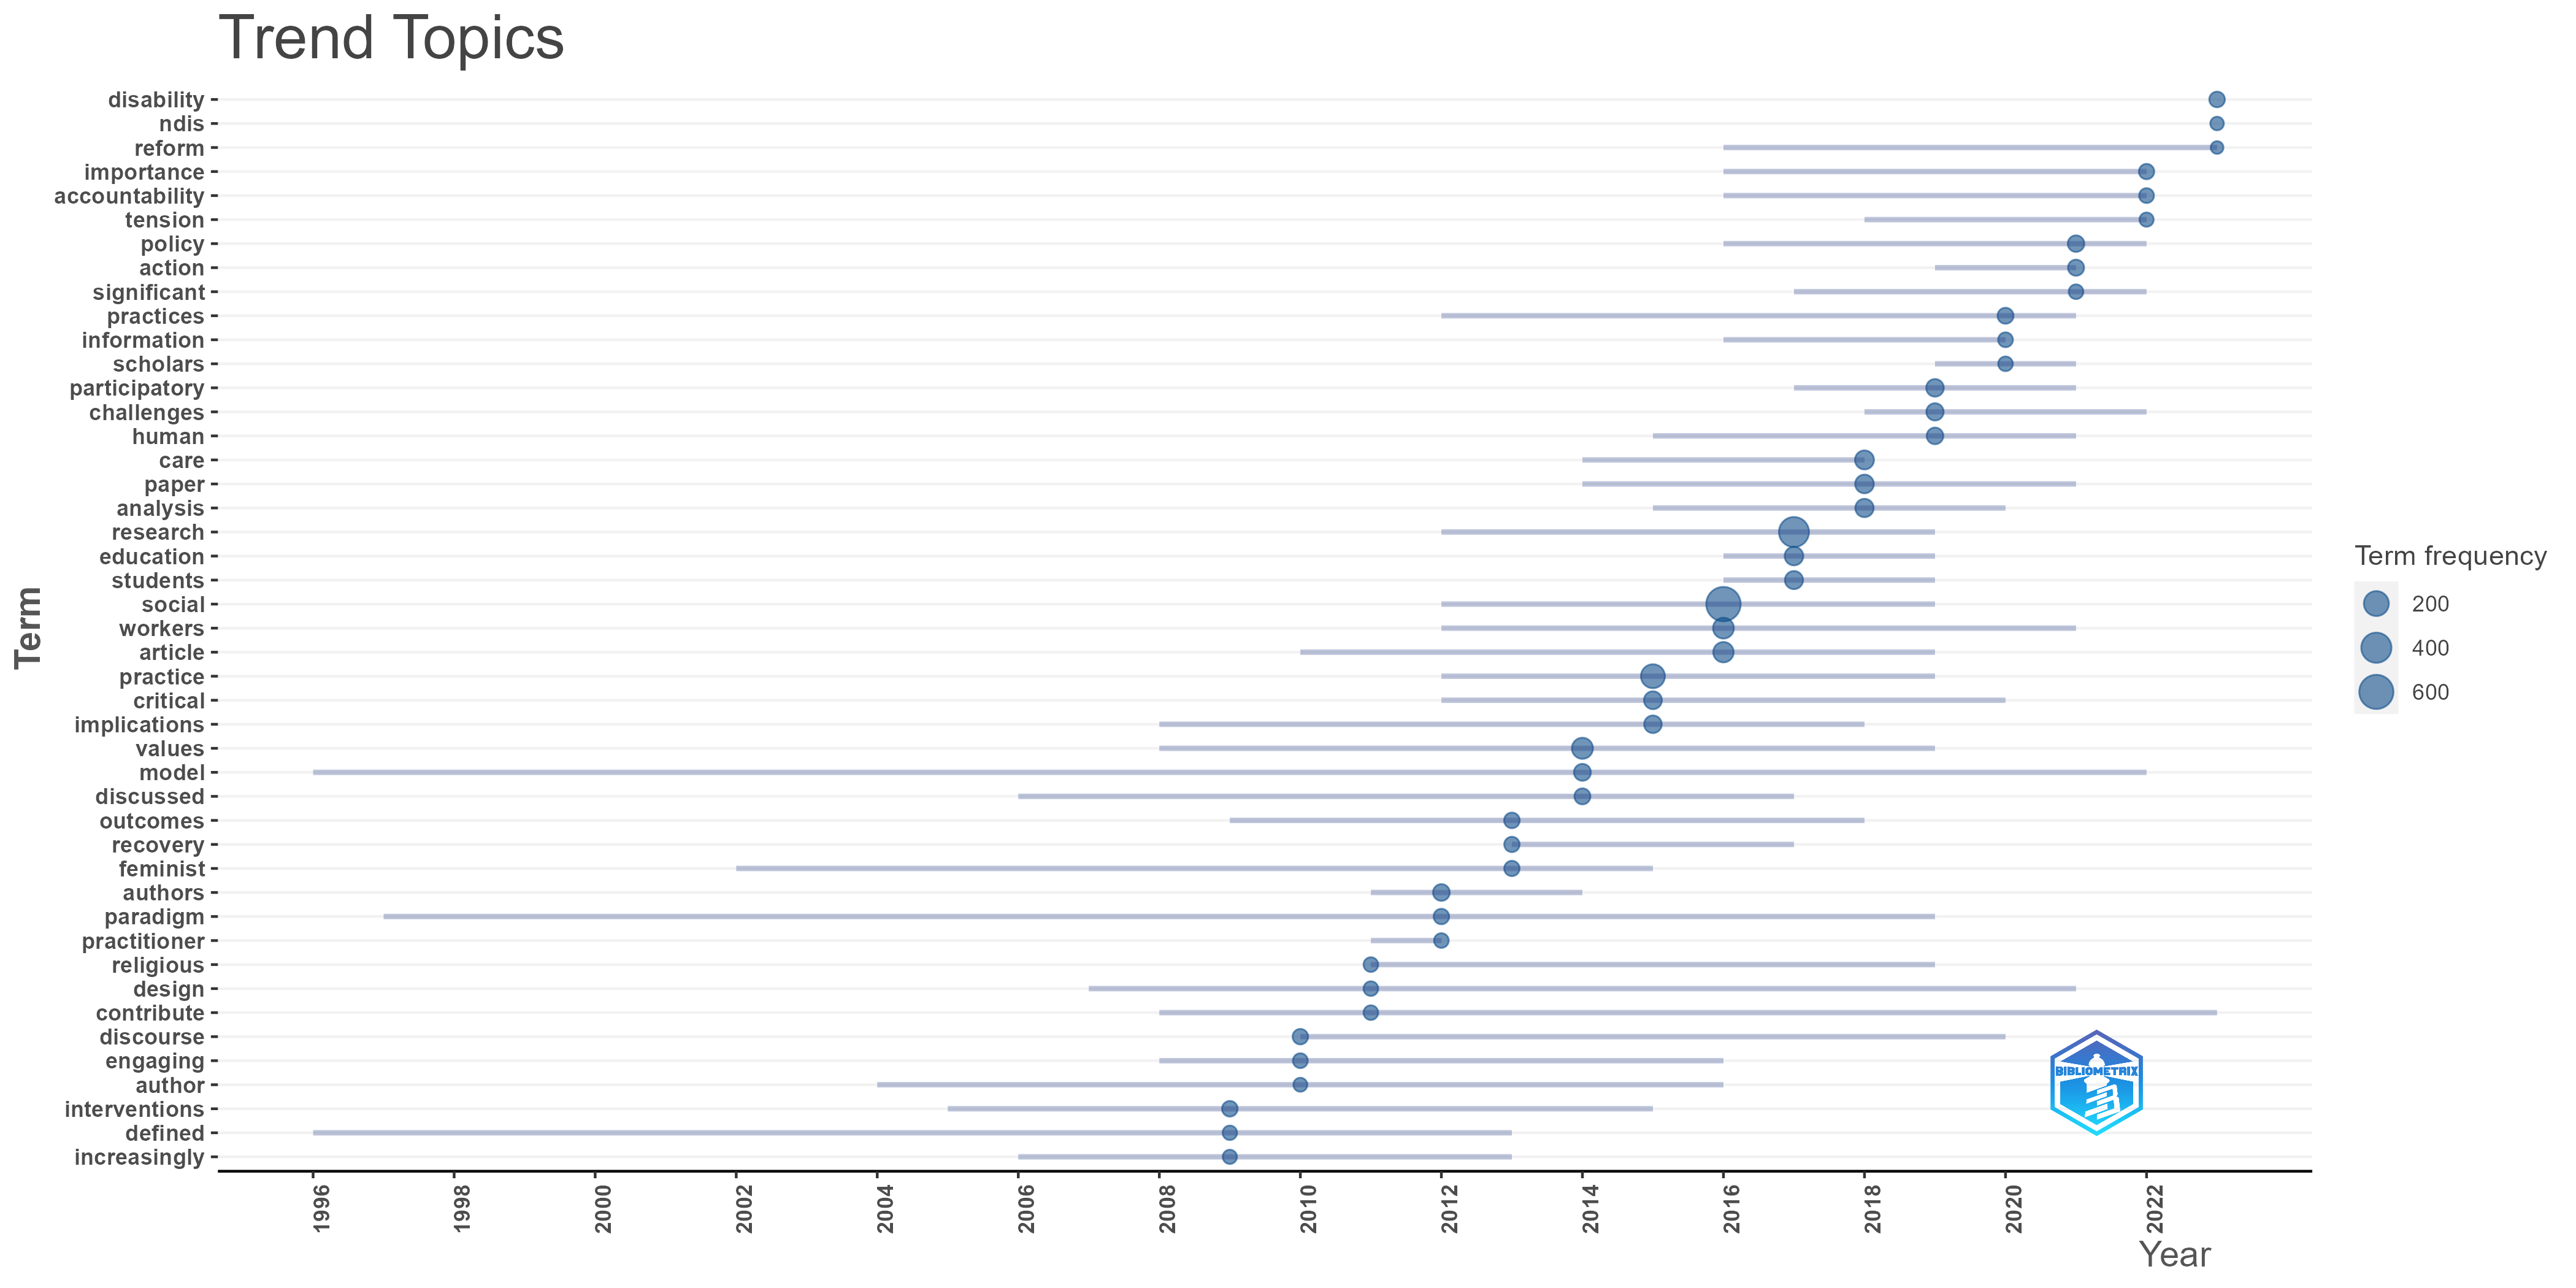 Trend Topics
disability
ndis
reform
importance
accountability
tension
policy
action
significant
practices
information
scholars
participatory
challenges
human
care
paper
analysis
research
education
students
social
workers
article
practice
critical
implications
values
model
discussed
outcomes
recovery
feminist
authors
paradigm
practitioner
religious
design
contribute
discourse
engaging
author
interventions
defined
increasingly
Term
1996
1998
2000
2002
2004
2006
2008
2010
2012
2014
2016
2018
2020
2022
Year
Term frequency
200
400
600
BIBLIOMETRIX